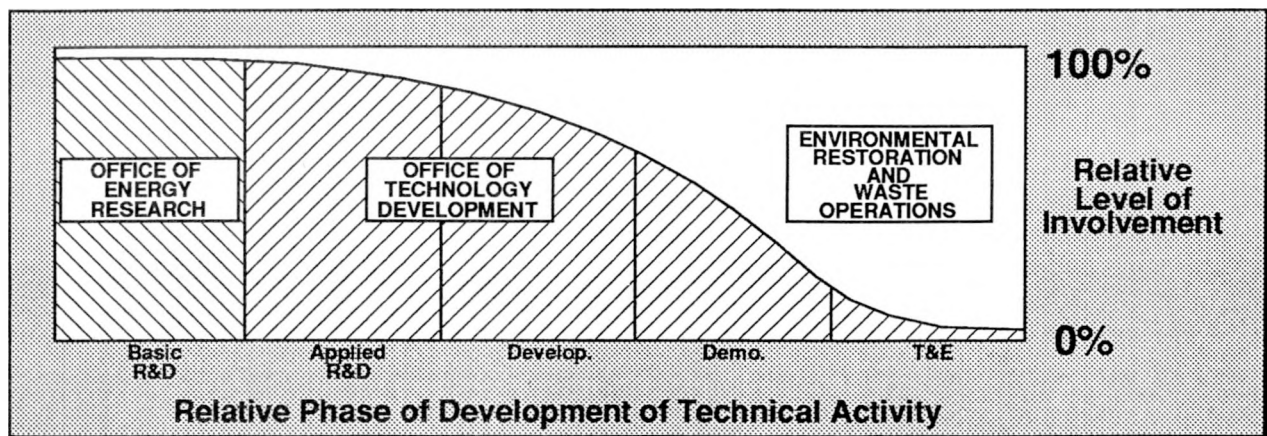 100%
OFFICE OF
ENERGY
RESEARCH
OFFICE OF
TECHNOLOGY
DEVELOPMENT
ENVIRONMENTAL
RESTORATION
AND
WASTE
OPERATIONS
Relative
Level of
Involvement
0%
Basic
R&D
Applied
R&D
Develop.
Demo.
T&E
Relative Phase of Development of Technical Activity